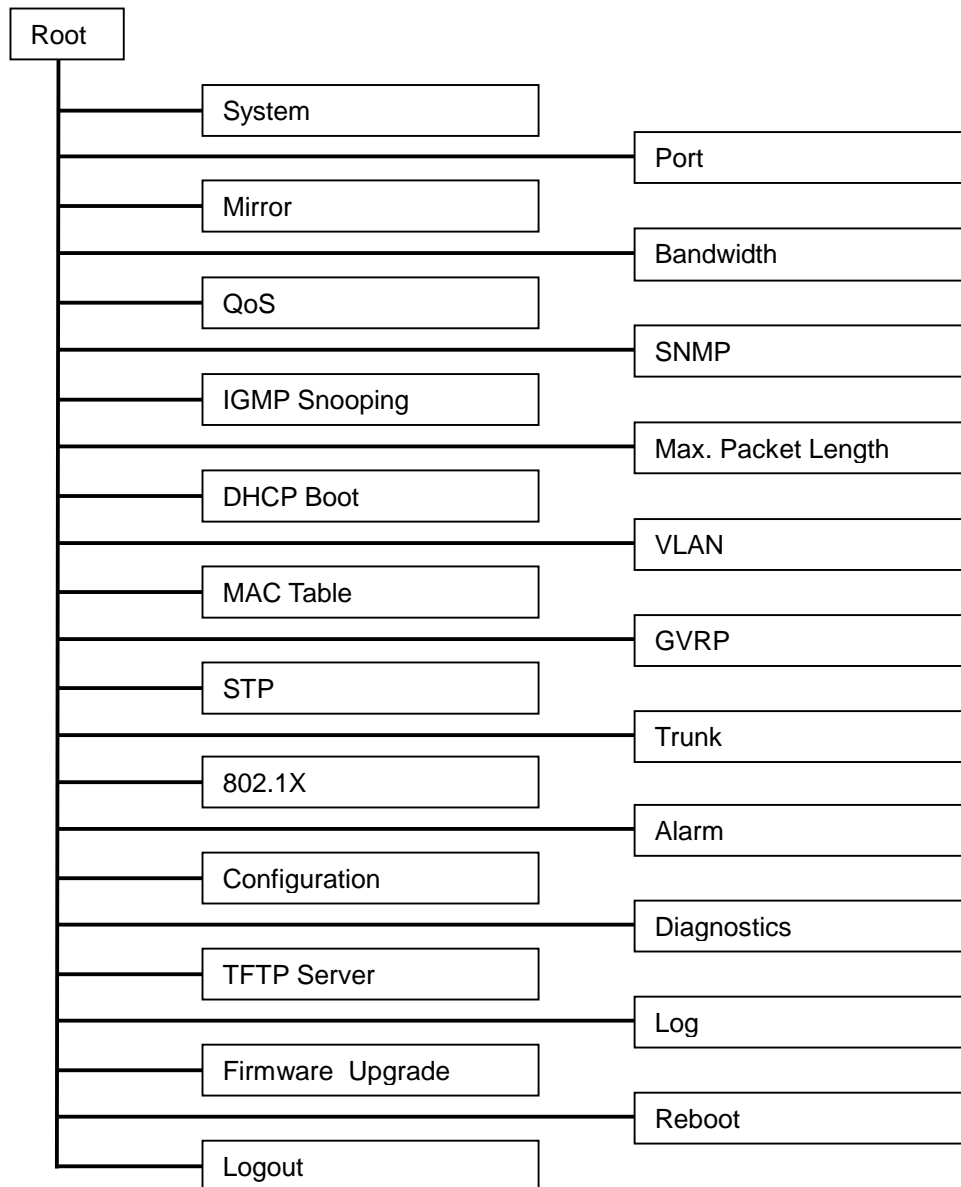 Root
System
Port
Mirror
Bandwidth
QoS
SNMP
IGMP Snooping
Max. Packet Length
DHCP Boot
VLAN
MAC Table
GVRP
STP
Trunk
802.1X
Alarm
Configuration
Diagnostics
TFTP Server
Log
Firmware Upgrade
Reboot
Logout